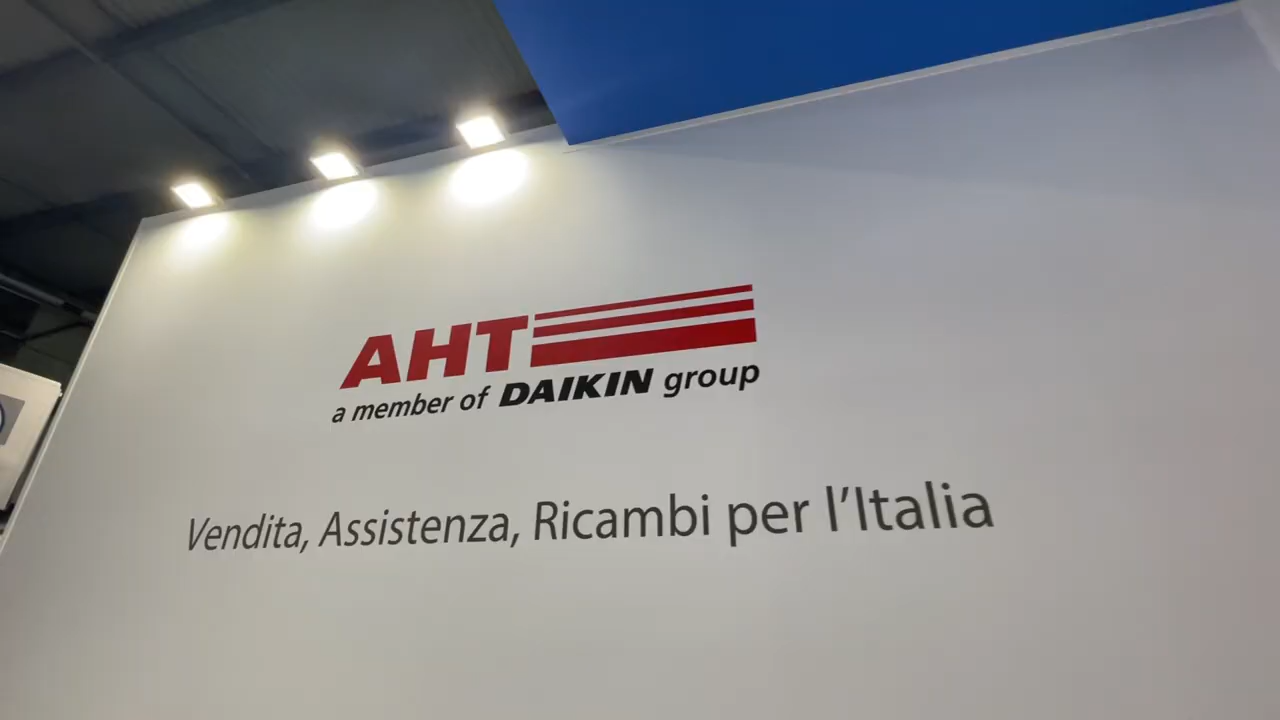 AHT
a member of DAIKIN group
Vendita, Assistenza, Ricambi per l'Italia